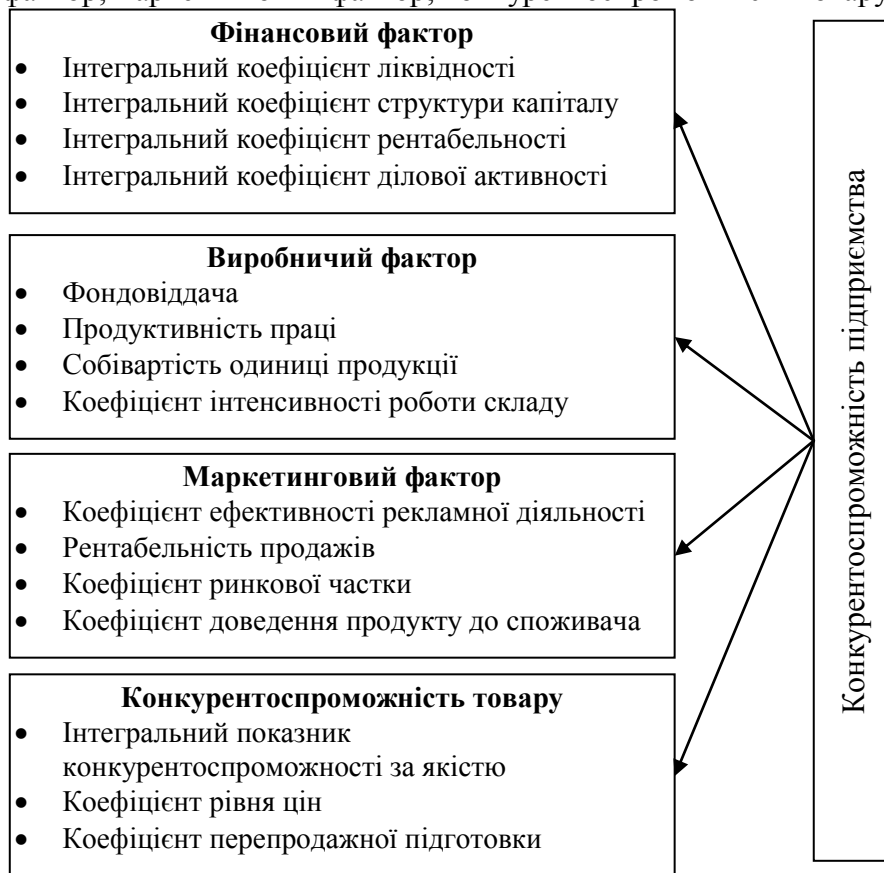 Фінансовий фактор
• Інтегральний коефіцієнт ліквідності
• Інтегральний коефіцієнт структури капіталу
• Інтегральний коефіцієнт рентабельності
• Інтегральний коефіцієнт ділової активності
Виробничий фактор
• Фондовіддача
• Продуктивність праці
• Собівартість одиниці продукції
• Коефіцієнт інтенсивності роботи складу
Маркетинговий фактор
• Коефіцієнт ефективності рекламної діяльності
• Рентабельність продажів
• Коефіцієнт ринкової частки
• Коефіцієнт доведення продукту до споживача
Конкурентоспроможність товару
• Інтегральний показник
конкурентоспроможності за якістю
• Коефіцієнт рівня цін
• Коефіцієнт перепродажної підготовки
Конкурентоспроможність підприємства